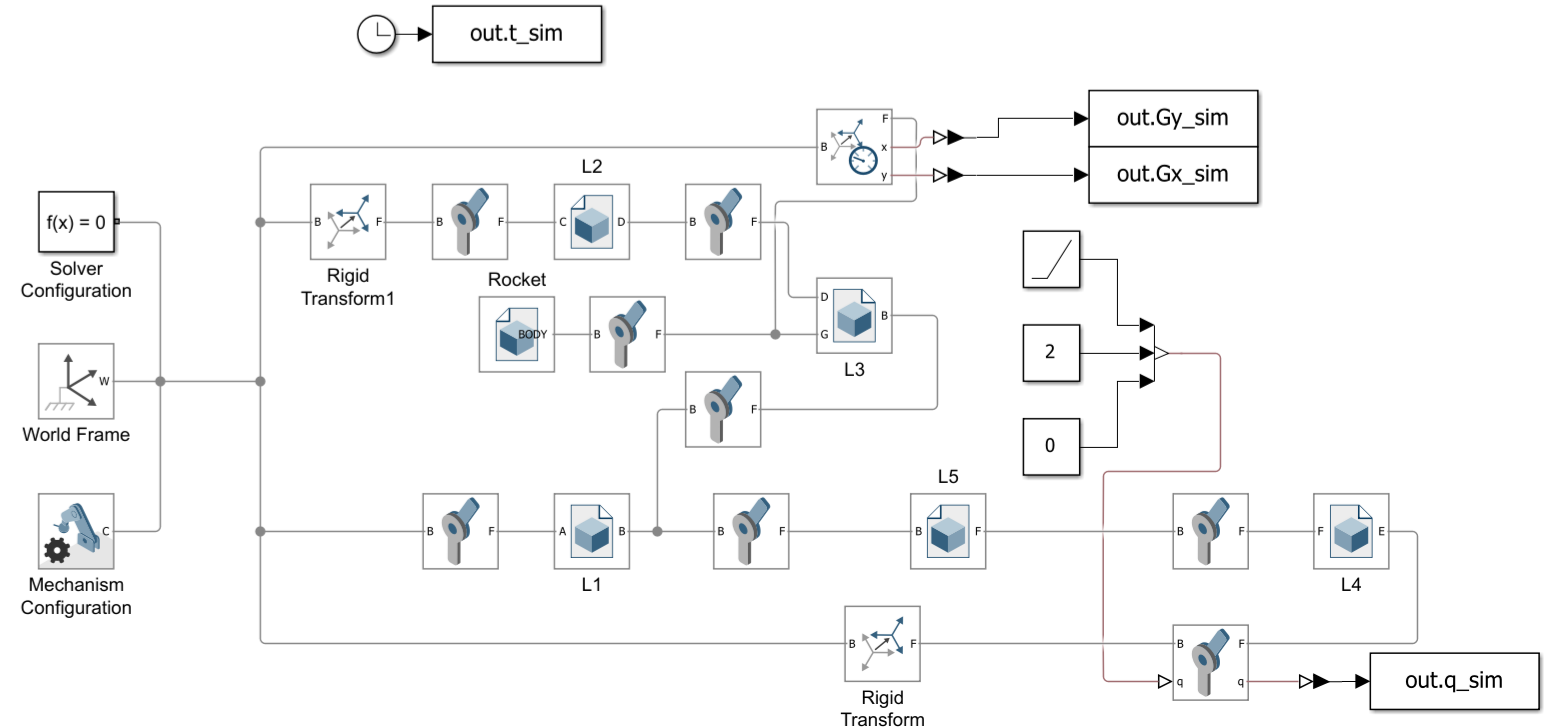 out.t_sim
F
B
x
y
out.Gy_sim
out.Gx_sim
L2
f(x) = 0
Solver
Configuration
B
F
Rigid
Transform1
B
F
C
D
B
F
Rocket
BODY
B
F
D
B
G
L3
2
0
W
World Frame
B
F
C
Mechanism
Configuration
B
F
A
B
L1
B
F
L5
B
F
B
F
F
E
L4
B
F
Rigid
Transform
B
F
q
q
out.q_sim